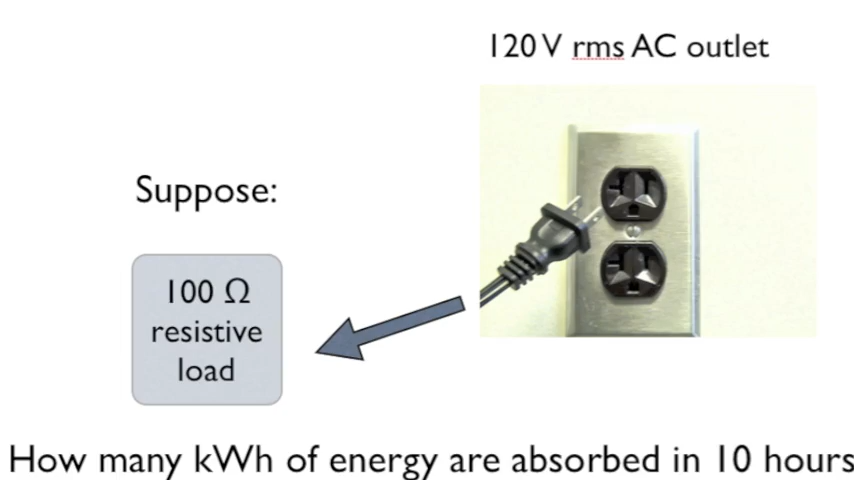 120 V rms AC outlet
Suppose:
100 Ω
resistive
load
How many kWh of energy are absorbed in 10 hours